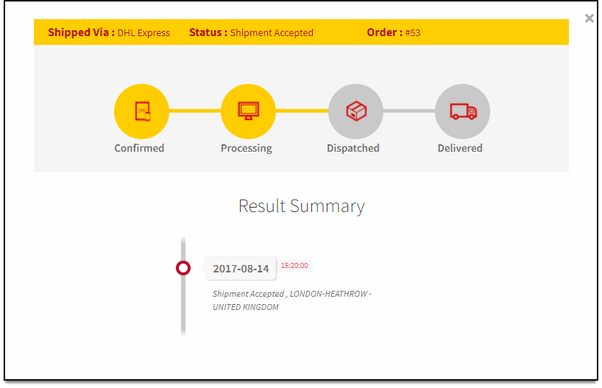 ×
Shipped Via : DHL Express Status : Shipment Accepted Order : #53
Confirmed Processing Dispatched Delivered
Result Summary
2017-08-14 15:20:00
Shipment Accepted , LONDON-HEATHROW -
UNITED KINGDOM